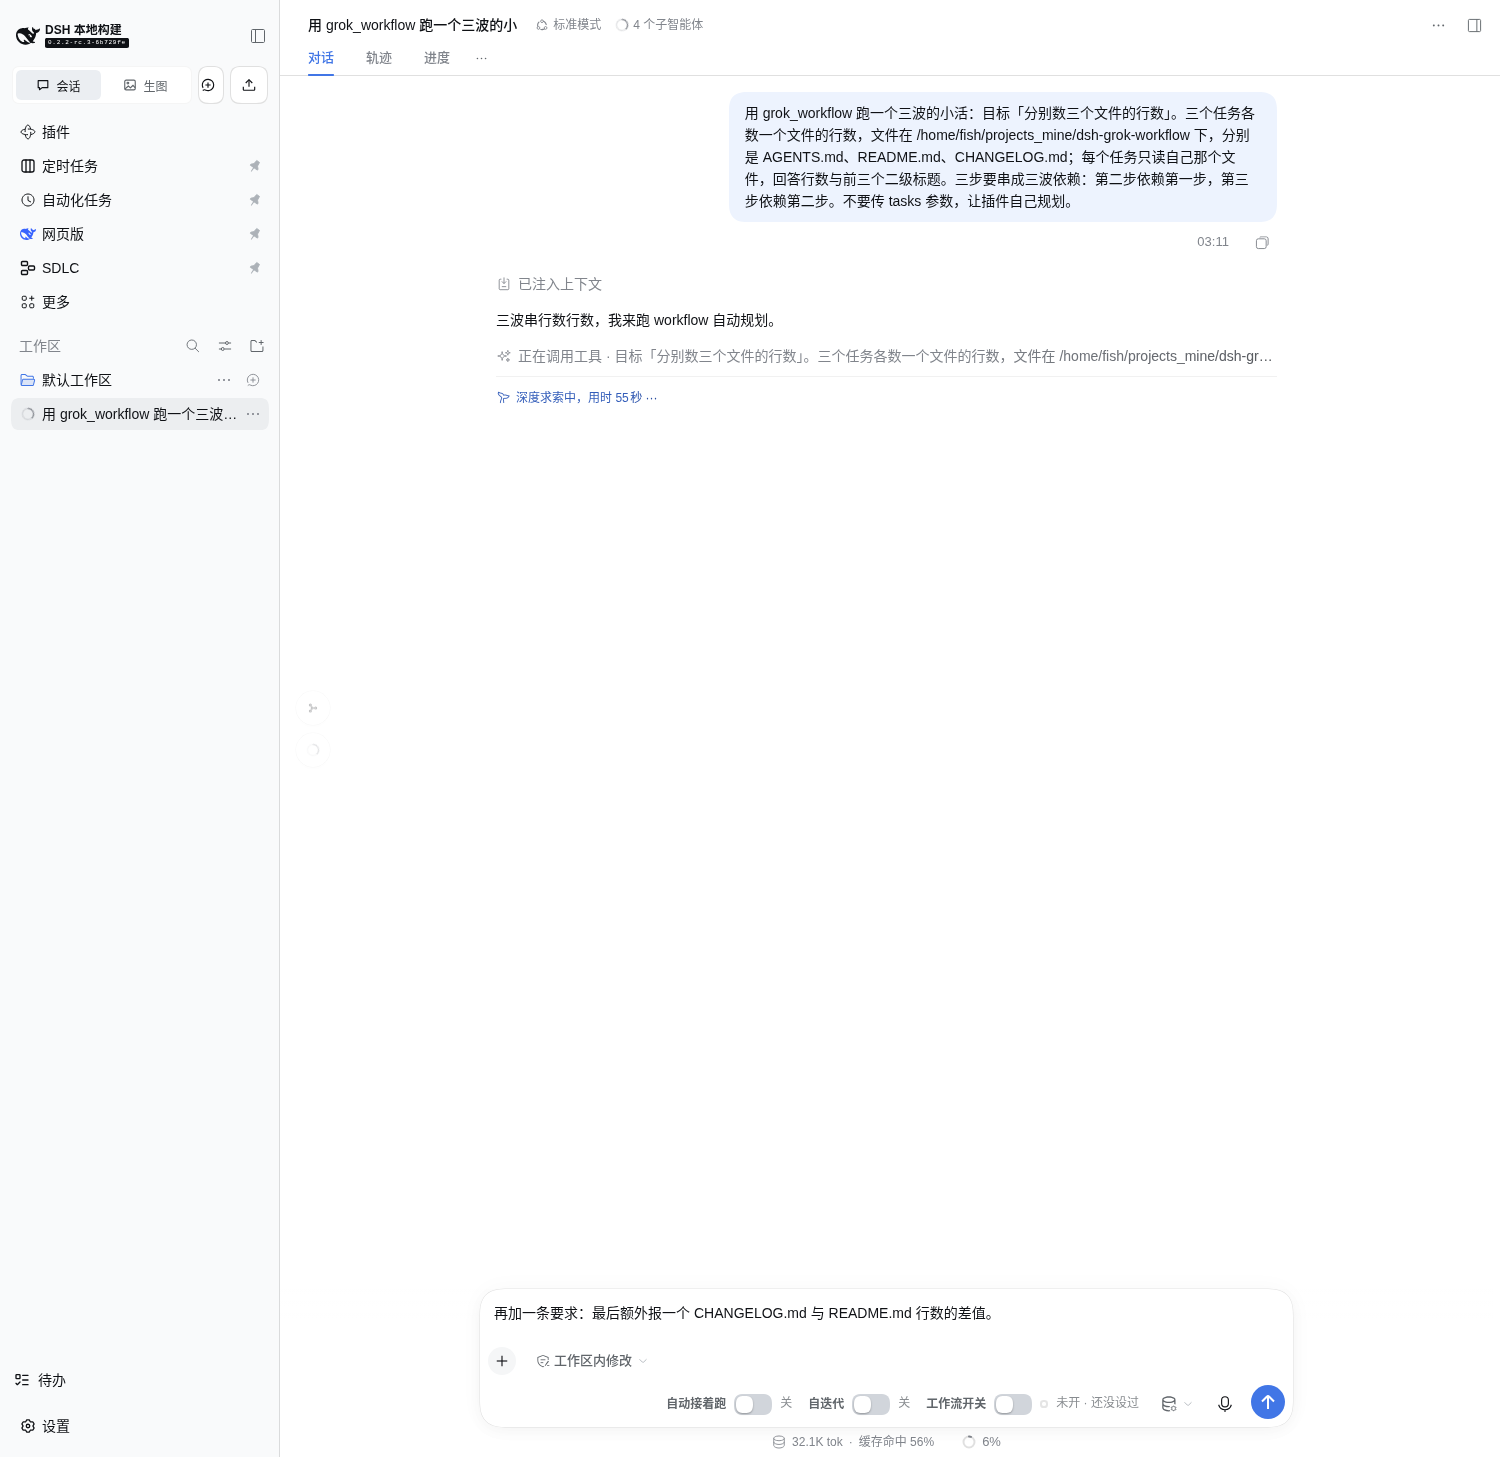 DSH 本地构建
0.2.2-rc.3-6b729fe
会话
生图
插件
定时任务
自动化任务
网页版
SDLC
更多
工作区
默认工作区
用 grok_workflow 跑一个三波…
待办
设置
用 grok_workflow 跑一个三波的小
标准模式
4 个子智能体
对话
轨迹
进度
用 grok_workflow 跑一个三波的小活：目标「分别数三个文件的行数」。三个任务各
数一个文件的行数，文件在 /home/fish/projects_mine/dsh-grok-workflow 下，分别
是 AGENTS.md、README.md、CHANGELOG.md；每个任务只读自己那个文
件，回答行数与前三个二级标题。三步要串成三波依赖：第二步依赖第一步，第三
步依赖第二步。不要传 tasks 参数，让插件自己规划。
03:11
已注入上下文
三波串行数行数，我来跑 workflow 自动规划。
正在调用工具 · 目标「分别数三个文件的行数」。三个任务各数一个文件的行数，文件在 /home/fish/projects_mine/dsh-gr…
深度求索中，用时 55秒 …
再加一条要求：最后额外报一个 CHANGELOG.md 与 README.md 行数的差值。
工作区内修改
自动接着跑
关
自迭代
关
工作流开关
未开 · 还没设过
32.1K tok · 缓存命中 56%
6%